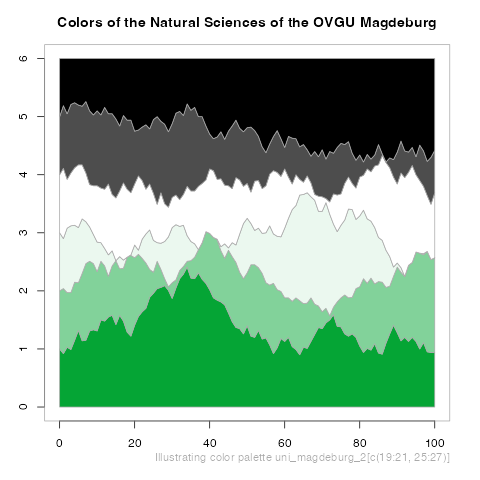 Colors of the Natural Sciences of the OVGU Magdeburg
6
5
4
3
2
1
0
0 20 40 60 80 100
Illustrating color palette uni_magdeburg_2[c(19:21, 25:27)]